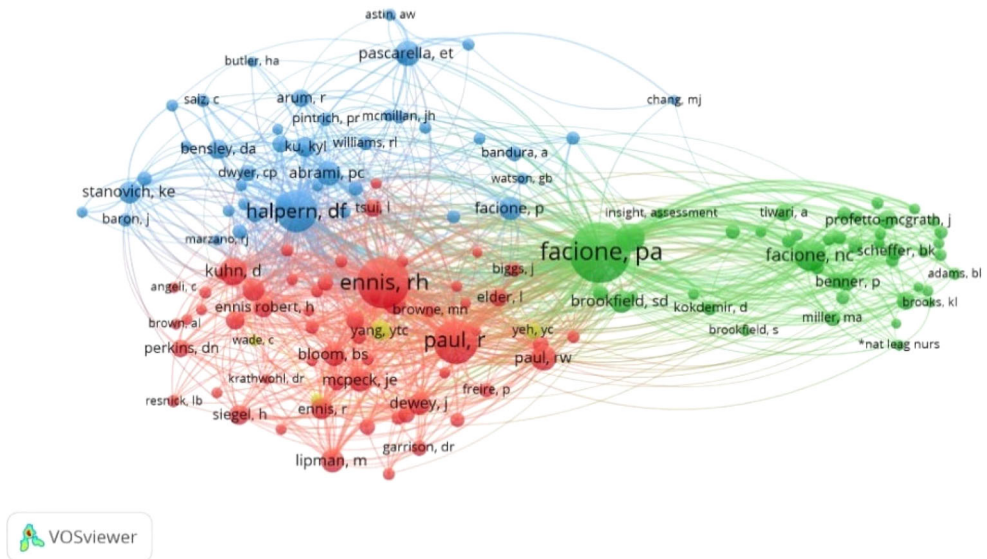 astin, aw
pascarella, et
butler, ha
chang, mj
saiz, c
arum, r
pintrich, pr
mcmillan, jh
bensley, da
ku, kyl
williams, rl
bandura, a
dwyer, cp
abrami, pc
watson, gb
stanovich, ke
halpern, df
tsui, l
facione, p
insight, assessment
tiwari, a
profetto-mcgrath, j
baron, j
marzano, rj
facione, pa
facione, nc
scheffer, bk
kuhn, d
ennis, rh
biggs, j
adams, bl
angeli, c
benner, p
ennis robert, h
browne, mn
elder, l
brookfield, sd
kokdemir, d
brooks, kl
brown, al
yang, ytc
yeh, yc
brookfield, s
miller, ma
wade, c
paul, r
perkins, dn
bloom, bs
paul, rw
*nat leag nurs
krathwohl, dr
mcpeck, je
freire, p
resnick, lb
siegel, h
ennis, r
dewey, j
garrison, dr
lipman, m
VOSviewer